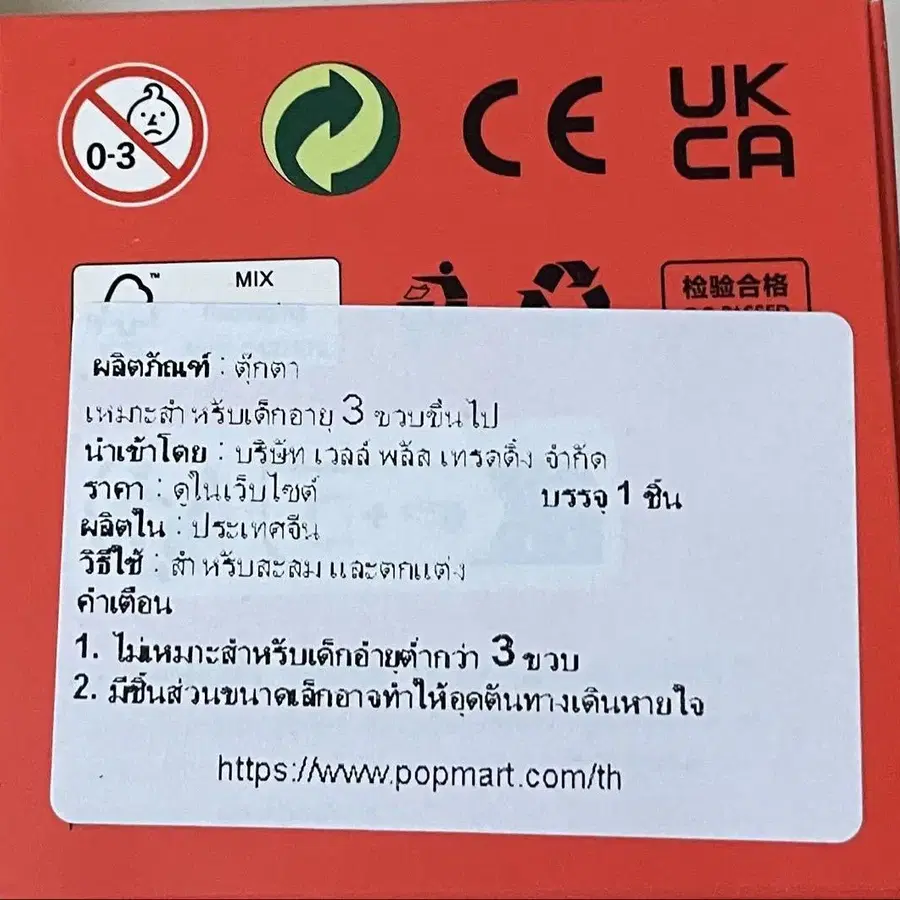 0-3
CE
UK
CA
MIX
检验合格
ผลิตภัณฑ์ : ตุ๊กตา
เหมาะสำหรับเด็กอายุ 3 ขวบขึ้นไป
นำเข้าโดย : บริษัท เวลล์ พลัส เทรดดิ้ง จำกัด
ราคา : ดูในเว็บไซต์ บรรจุ 1 ชิ้น
ผลิตใน : ประเทศจีน
วิธีใช้ : สำหรับสะสมและตกแต่ง
คำเตือน
1. ไม่เหมาะสำหรับเด็กอ่ายุต่ำกว่า 3 ขวบ
2. มีชิ้นส่วนขนาดเล็กอาจทำให้อุดตันทางเดินหายใจ
https://www.popmart.com/th